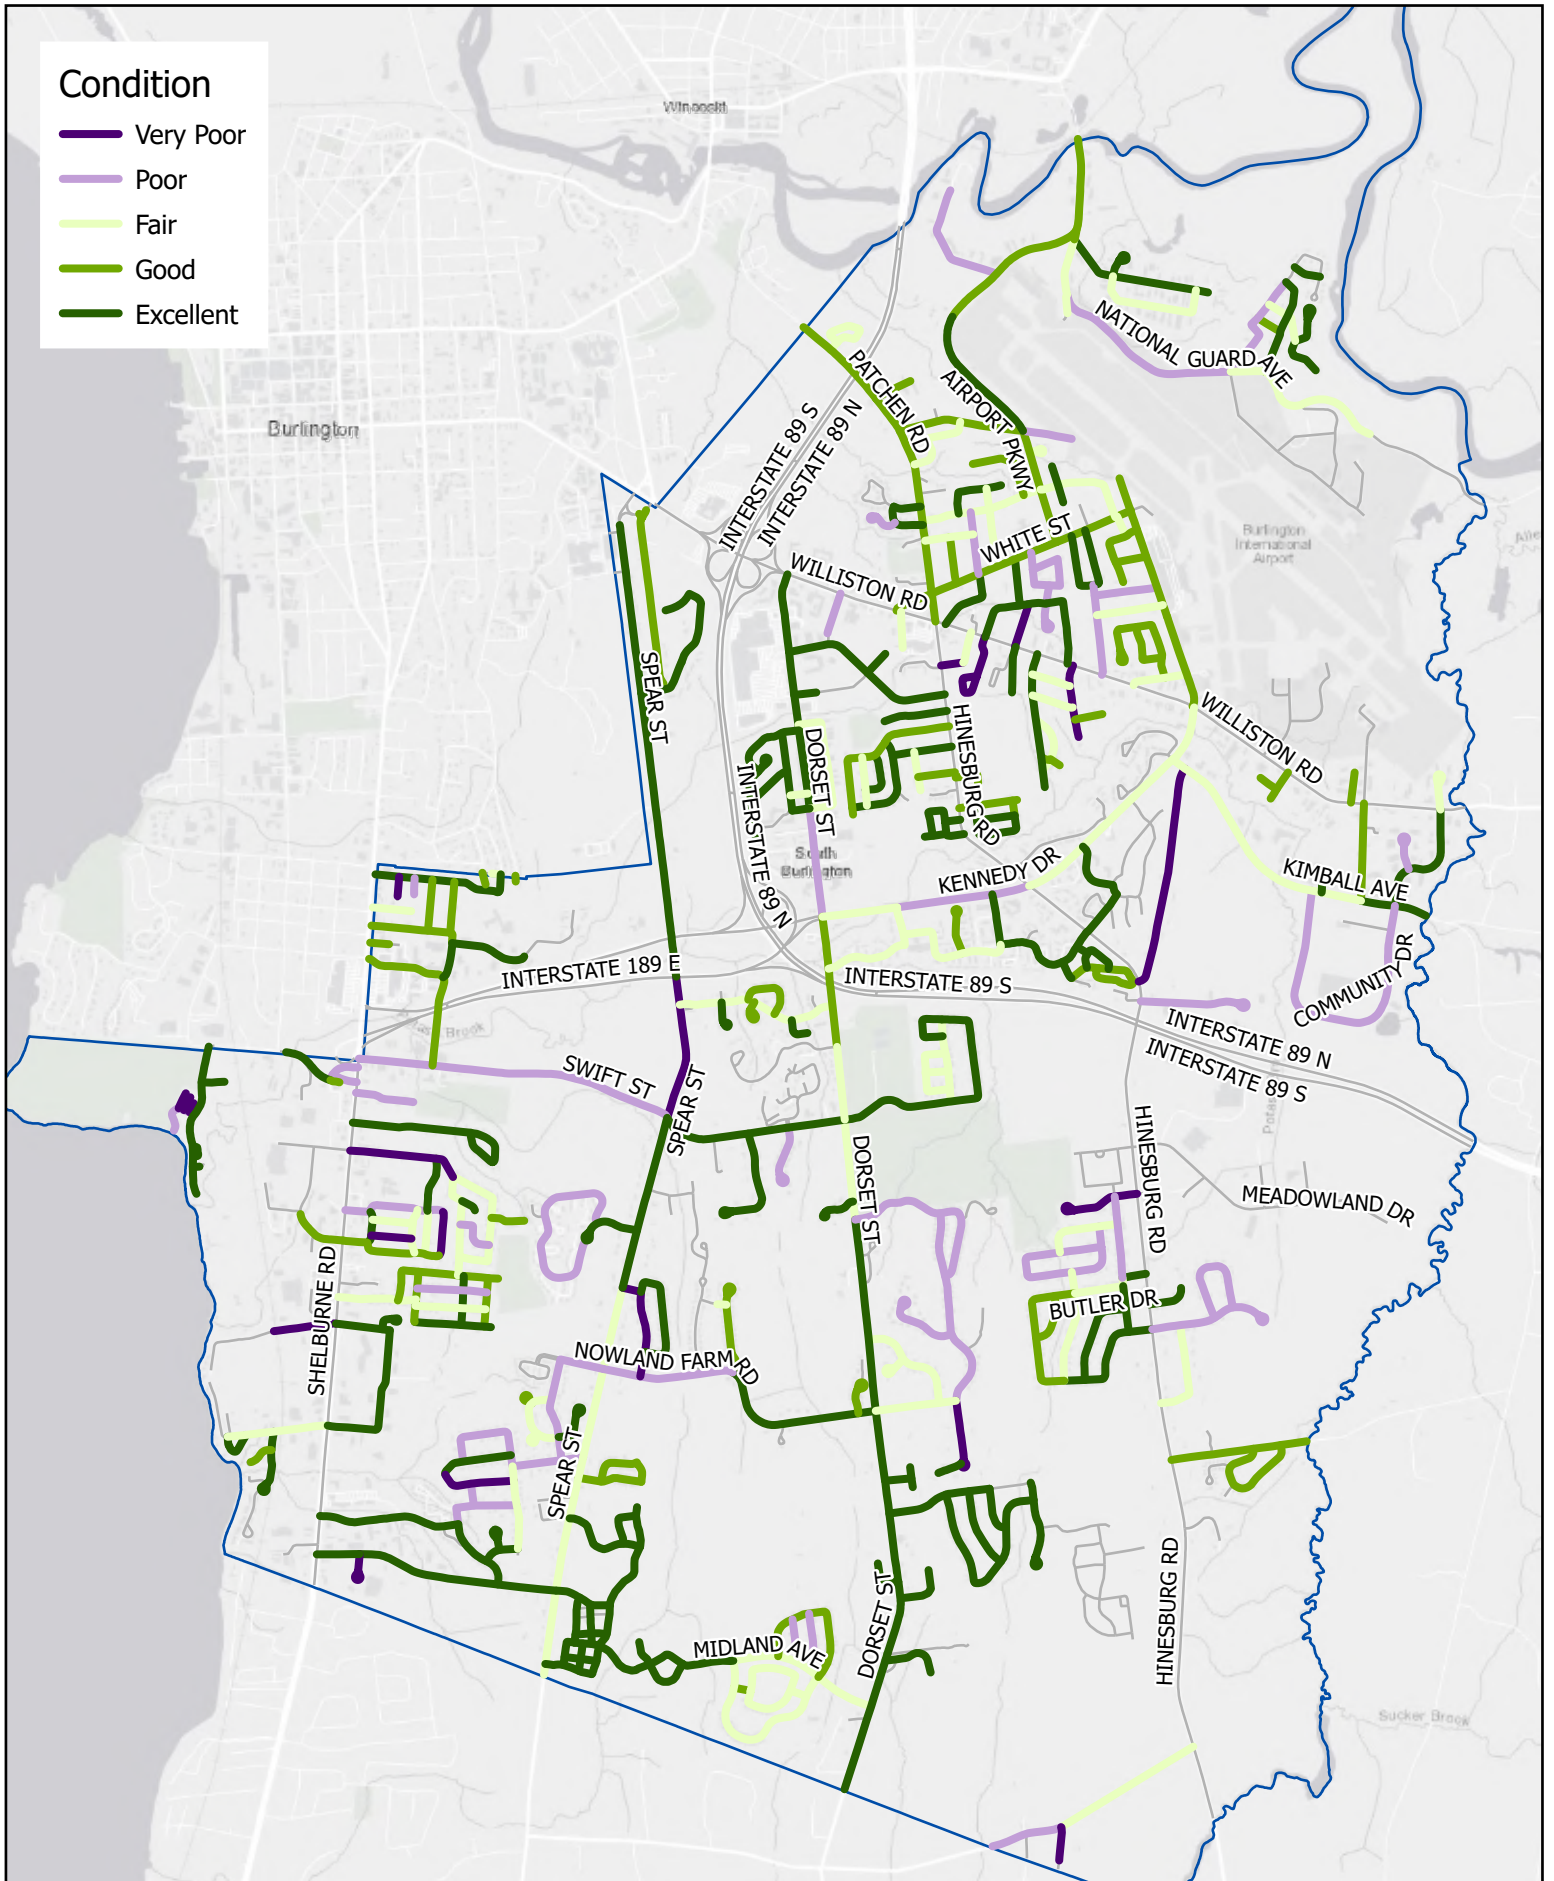 Condition
Very Poor
Poor
Fair
Good
Excellent
Winooski
Burlington
NATIONAL GUARD AVE
PATCHEN RD
AIRPORT PKWY
INTERSTATE 89 S
INTERSTATE 89 N
WHITE ST
Burlington
International
Airport
WILLISTON RD
SPEAR ST
HINESBURG RD
WILLISTON RD
DORSET ST
INTERSTATE 89 N
South
Burlington
KENNEDY DR
KIMBALL AVE
COMMUNITY DR
INTERSTATE 189 E
INTERSTATE 89 S
INTERSTATE 89 N
INTERSTATE 89 S
Brook
SWIFT ST
SPEAR ST
DORSET ST
HINESBURG RD
MEADOWLAND DR
SHELBURNE RD
BUTLER DR
NOWLAND FARM RD
SPEAR ST
HINESBURG RD
DORSET ST
MIDLAND AVE
Sucker Brook